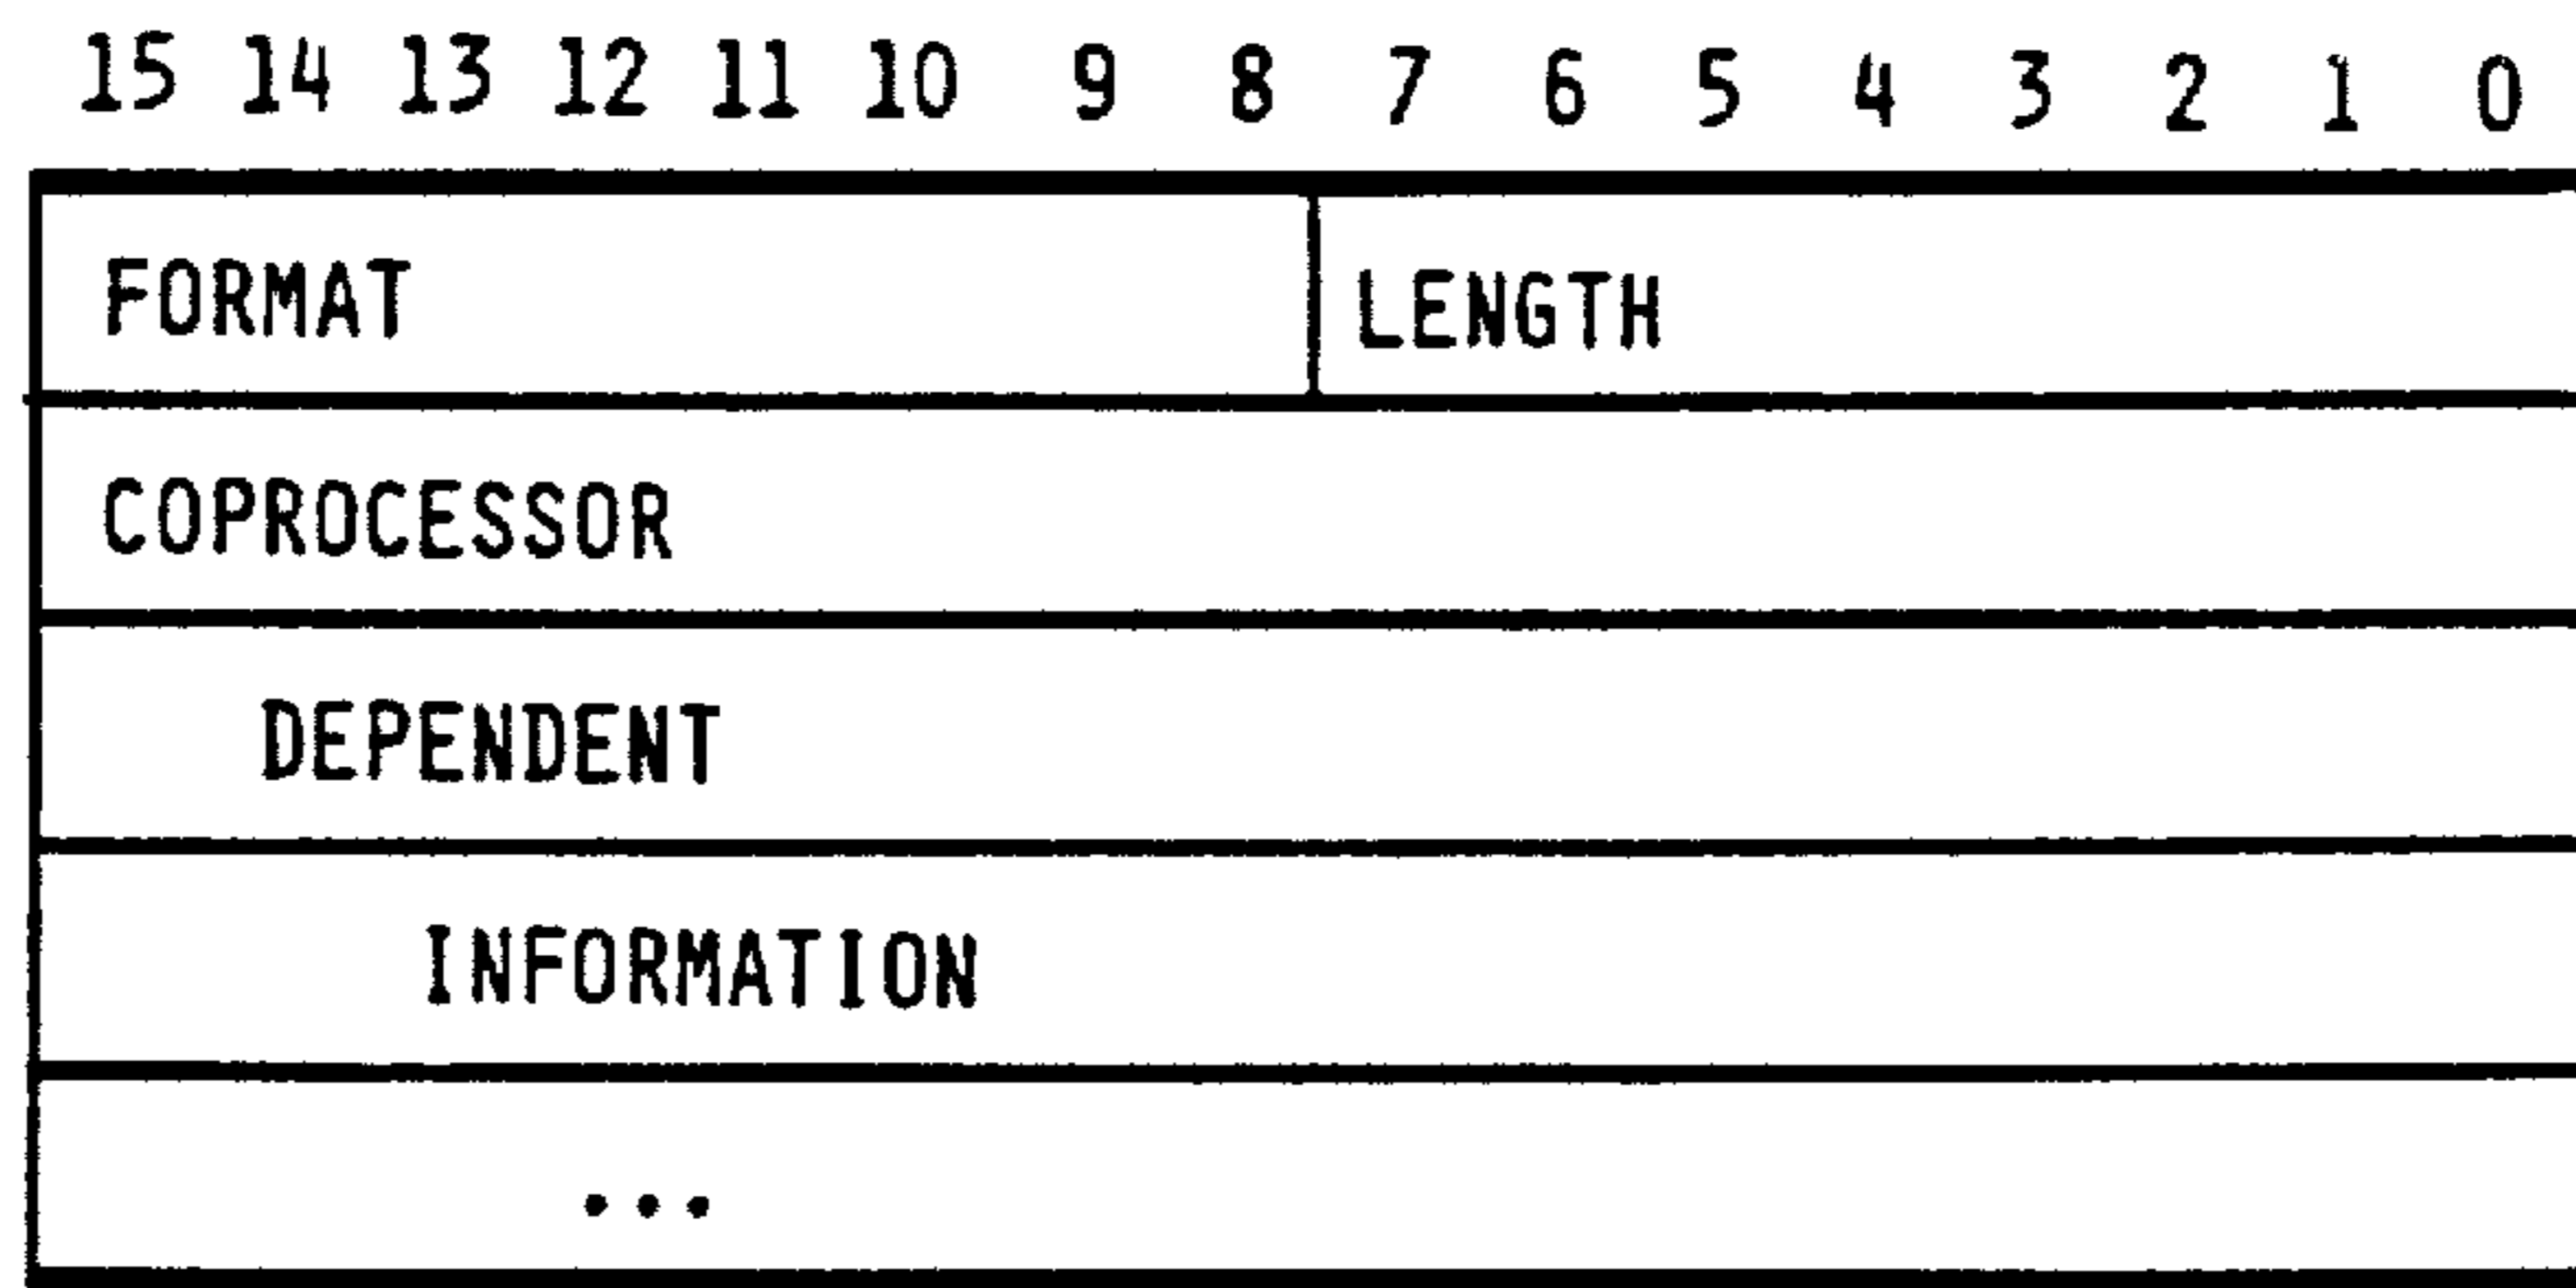 15 14 13 12 11 10 9 8 7 6 5 4 3 2 1 0
FORMAT LENGTH
COPROCESSOR
DEPENDENT
INFORMATION
...